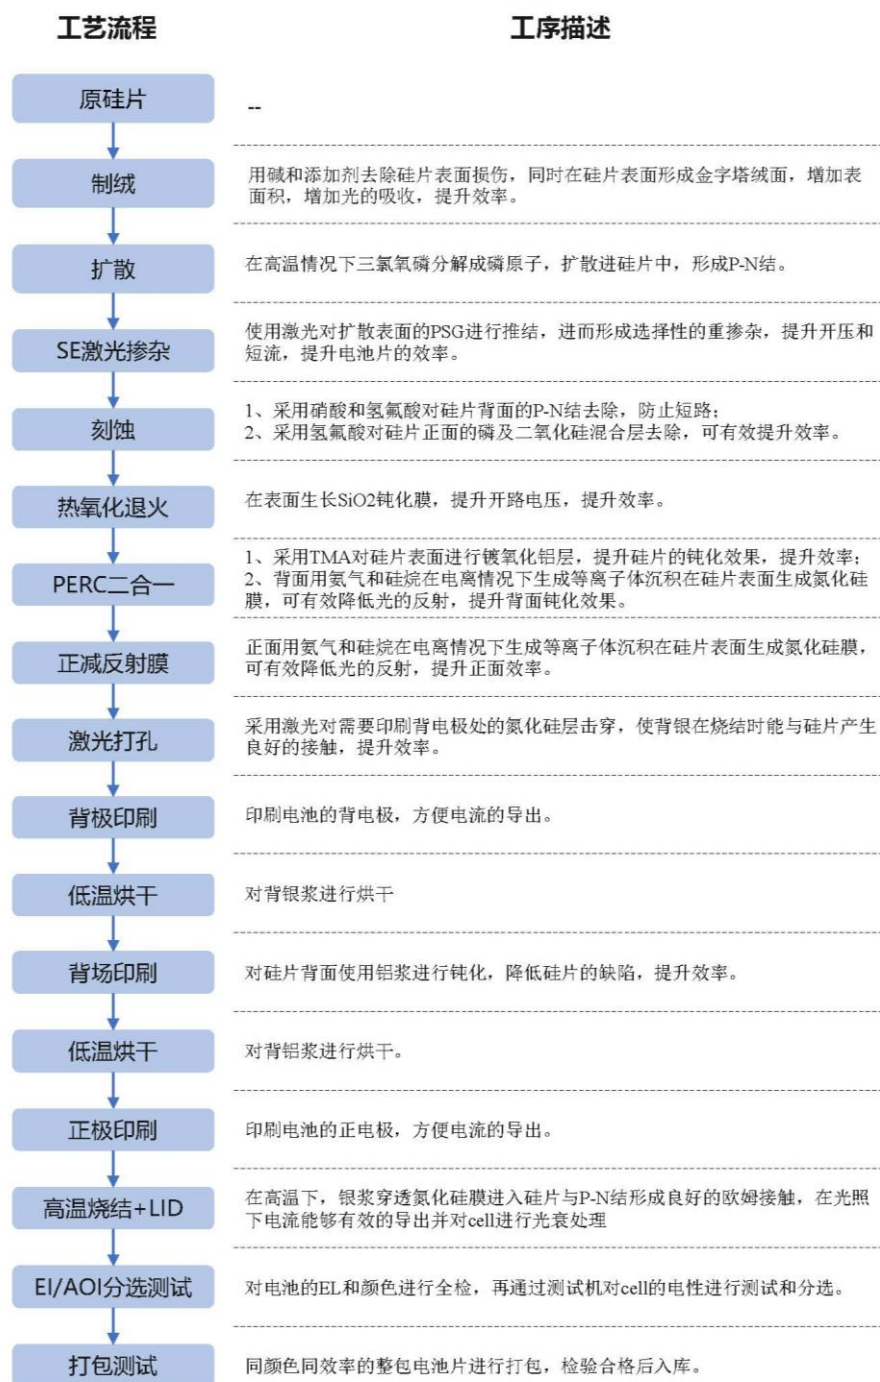 工艺流程
工序描述
原硅片
--
制绒
用碱和添加剂去除硅片表面损伤，同时在硅片表面形成金字塔绒面，增加表
面积，增加光的吸收，提升效率。
扩散
在高温情况下三氯氧磷分解成磷原子，扩散进硅片中，形成P-N结。
SE激光掺杂
使用激光对扩散表面的PSG进行推结，进而形成选择性的重掺杂，提升开压和
短流，提升电池片的效率。
刻蚀
1、采用硝酸和氢氟酸对硅片背面的P-N结去除，防止短路；
2、采用氢氟酸对硅片正面的磷及二氧化硅混合层去除，可有效提升效率。
热氧化退火
在表面生长SiO2钝化膜，提升开路电压，提升效率。
PERC二合一
1、采用TMA对硅片表面进行镀氧化铝层，提升硅片的钝化效果，提升效率；
2、背面用氨气和硅烷在电离情况下生成等离子体沉积在硅片表面生成氮化硅
膜，可有效降低光的反射，提升背面钝化效果。
正减反射膜
正面用氨气和硅烷在电离情况下生成等离子体沉积在硅片表面生成氮化硅膜，
可有效降低光的反射，提升正面效率。
激光打孔
采用激光对需要印刷背电极处的氮化硅层击穿，使背银在烧结时能与硅片产生
良好的接触，提升效率。
背极印刷
印刷电池的背电极，方便电流的导出。
低温烘干
对背银浆进行烘干
背场印刷
对硅片背面使用铝浆进行钝化，降低硅片的缺陷，提升效率。
低温烘干
对背铝浆进行烘干。
正极印刷
印刷电池的正电极，方便电流的导出。
高温烧结+LID
在高温下，银浆穿透氮化硅膜进入硅片与P-N结形成良好的欧姆接触，在光照
下电流能够有效的导出并对cell进行光衰处理
EI/AOI分选测试
对电池的EL和颜色进行全检，再通过测试机对cell的电性进行测试和分选。
打包测试
同颜色同效率的整包电池片进行打包，检验合格后入库。